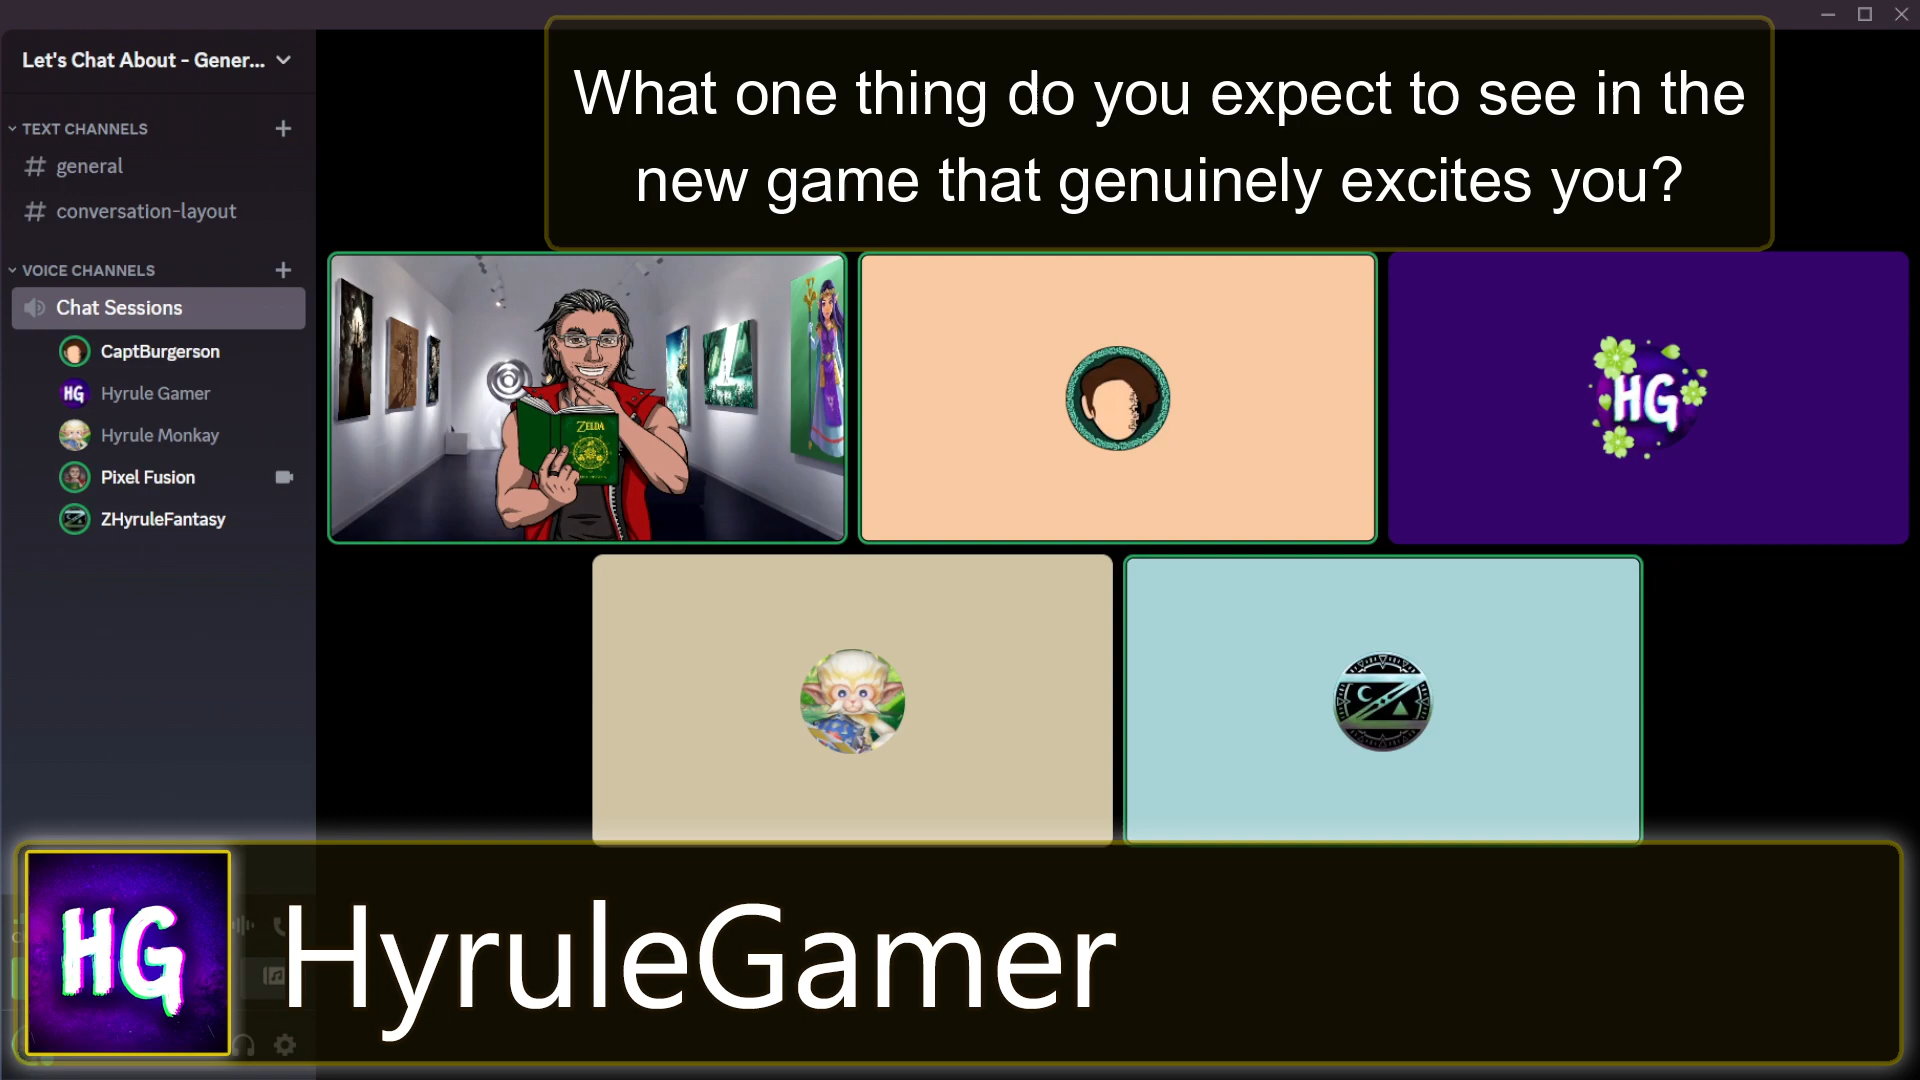 Let's Chat About - Gener...
TEXT CHANNELS
# general
# conversation-layout
VOICE CHANNELS
Chat Sessions
CaptBurgerson
HG Hyrule Gamer
Hyrule Monkay
Pixel Fusion
ZHyruleFantasy
What one thing do you expect to see in the
new game that genuinely excites you?
ZELDA
HG
HG
HyruleGamer